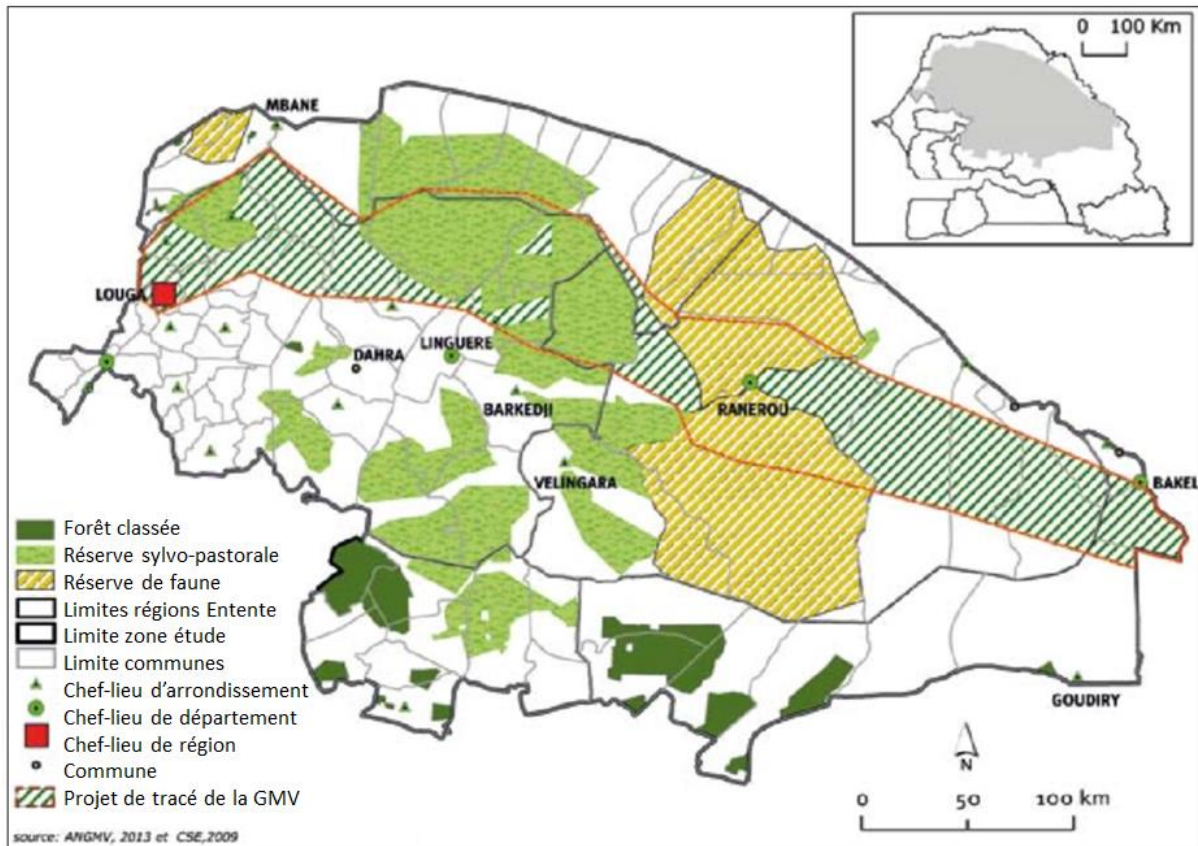 0 100 Km
MBANE
LOUGA
DAHRA
LINGUERE
BARKEDJI
RANEROU
VELINGARA
BAKEL
GOUDIRY
Forêt classée
Réserve sylvo-pastorale
Réserve de faune
Limites régions Entente
Limite zone étude
Limite communes
Chef-lieu d'arrondissement
Chef-lieu de département
Chef-lieu de région
Commune
Projet de tracé de la GMV
N
0 50 100 km
source: ANGMV, 2013 et CSE,2009